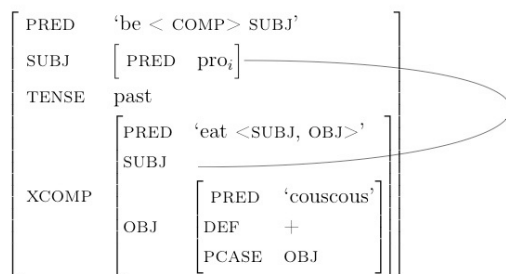 PRED ‘be < COMP> SUBJ’
SUBJ [ PRED pro_i ]
TENSE past
PRED ‘eat <SUBJ, OBJ>’
SUBJ
XCOMP
PRED ‘couscous’
OBJ DEF +
PCASE OBJ